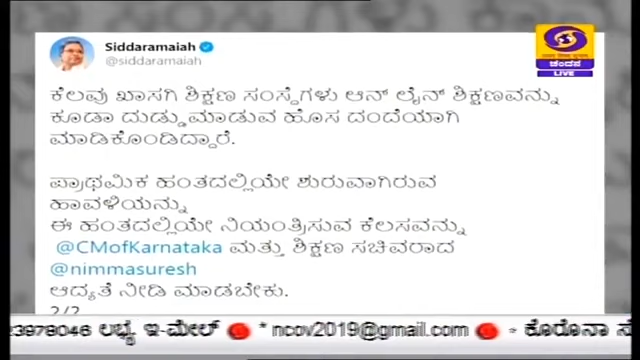 Siddaramaiah
@siddaramaiah
ಚಂದನ
LIVE
ಕೆಲವು ಖಾಸಗಿ ಶಿಕ್ಷಣ ಸಂಸ್ಥೆಗಳು ಆನ್ ಲೈನ್ ಶಿಕ್ಷಣವನ್ನು
ಕೂಡಾ ದುಡ್ಡುಮಾಡುವ ಹೊಸ ದಂದೆಯಾಗಿ
ಮಾಡಿಕೊಂಡಿದ್ದಾರೆ.
ಪ್ರಾಥಮಿಕ ಹಂತದಲ್ಲಿಯೇ ಶುರುವಾಗಿರುವ
ಹಾವಳಿಯನ್ನು
ಈ ಹಂತದಲ್ಲಿಯೇ ನಿಯಂತ್ರಿಸುವ ಕೆಲಸವನ್ನು
@CMofKarnataka ಮತ್ತು ಶಿಕ್ಷಣ ಸಚಿವರಾದ
@nimmasuresh
ಆದ್ಯತೆ ನೀಡಿ ಮಾಡಬೇಕು.
2/2
23978046 ಲಭ್ಯ ಇ-ಮೇಲ್ * ncov2019@gmail.com - ಕೊರೊನಾ